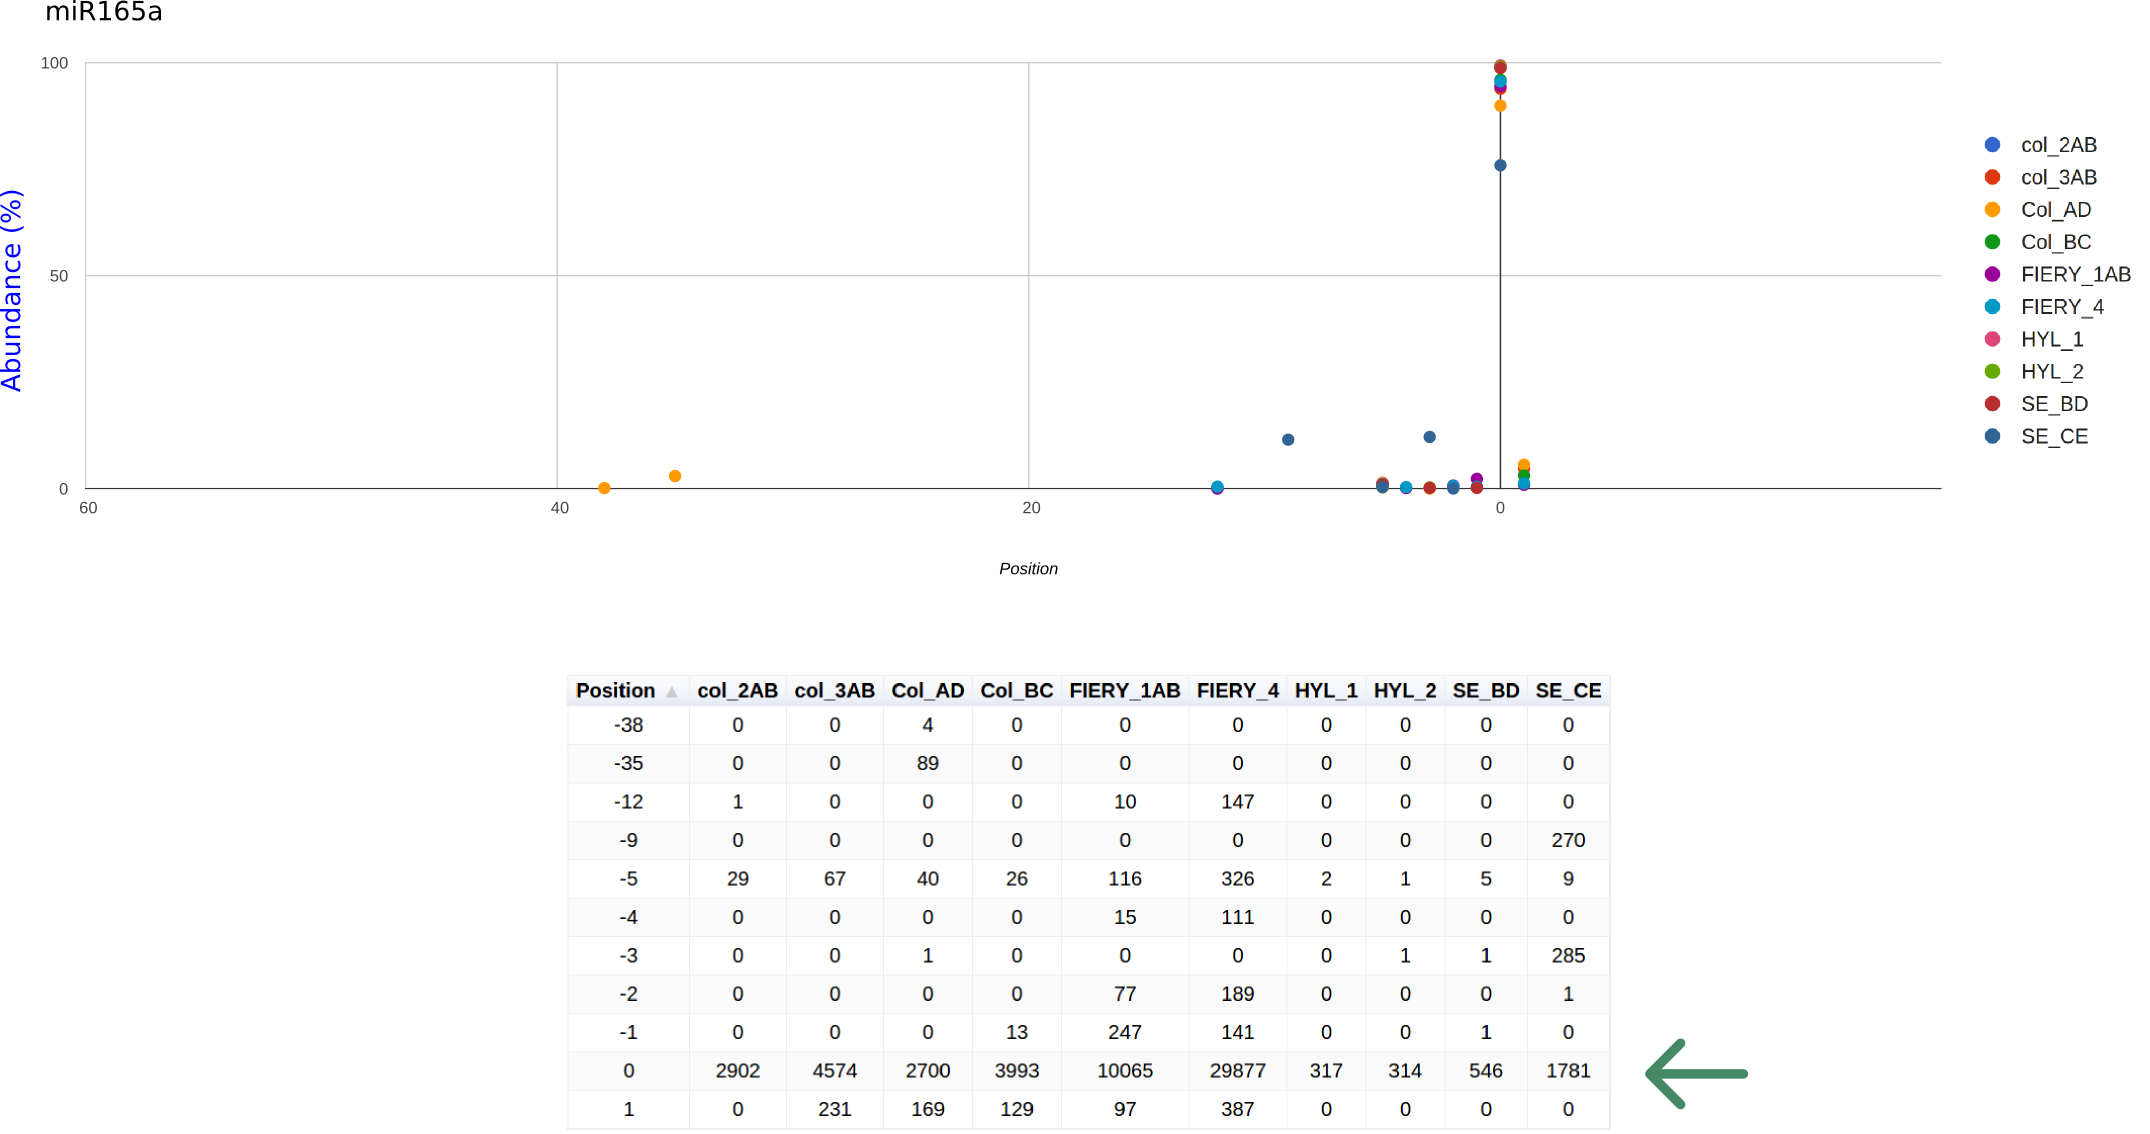 miR165a
100
50
0
60 40 20 0
Abundance (%)
Position
col_2AB
col_3AB
Col_AD
Col_BC
FIERY_1AB
FIERY_4
HYL_1
HYL_2
SE_BD
SE_CE
Position col_2AB col_3AB Col_AD Col_BC FIERY_1AB FIERY_4 HYL_1 HYL_2 SE_BD SE_CE
-38 0 0 4 0 0 0 0 0 0 0
-35 0 0 89 0 0 0 0 0 0 0
-12 1 0 0 0 10 147 0 0 0 0
-9 0 0 0 0 0 0 0 0 0 270
-5 29 67 40 26 116 326 2 1 5 9
-4 0 0 0 0 15 111 0 0 0 0
-3 0 0 1 0 0 0 0 1 1 285
-2 0 0 0 0 77 189 0 0 0 1
-1 0 0 0 13 247 141 0 0 1 0
0 2902 4574 2700 3993 10065 29877 317 314 546 1781
1 0 231 169 129 97 387 0 0 0 0